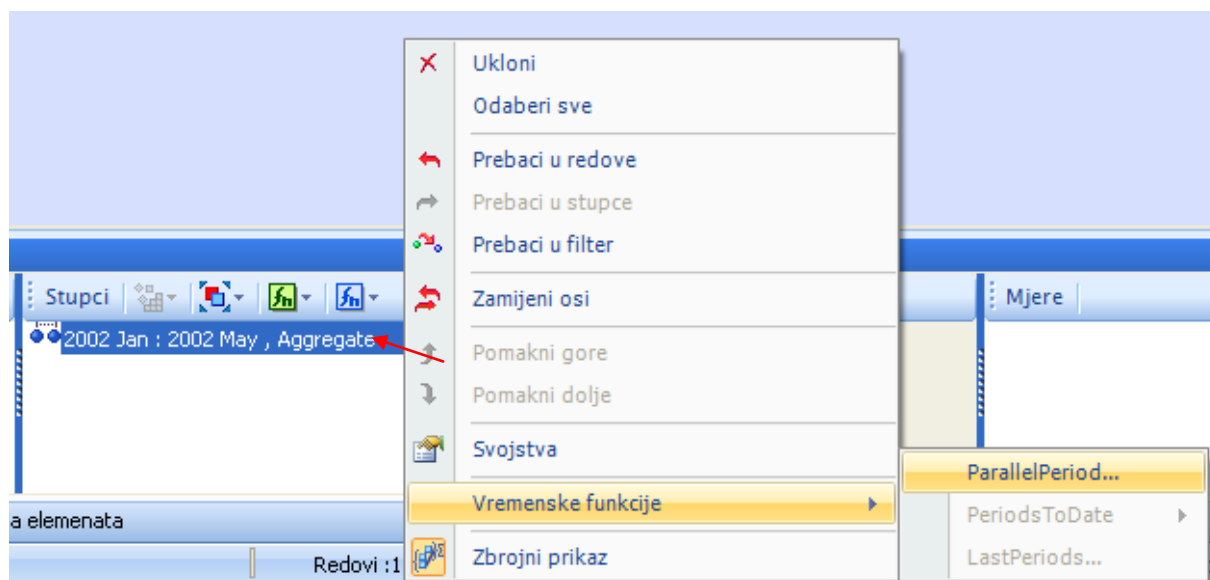 Ukloni
Odaberi sve
Prebaci u redove
Prebaci u stupce
Prebaci u filter
Stupci
Zamijeni osi
Mjere
2002 Jan : 2002 May , Aggregate
Pomakni gore
Pomakni dolje
Svojstva
ParallelPeriod...
Vremenske funkcije
PeriodsToDate
a elemenata
Zbrojni prikaz
LastPeriods...
Redovi :1